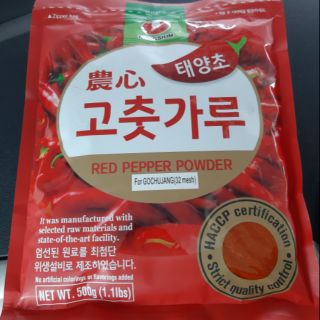 Zipper bag
農心
태양초
고춧가루
RED PEPPER POWDER
For GOCHUJANG(32 mesh)
It was manufactured with
selected raw materials and
state-of-the-art facility.
엄선된 원료를 최첨단
위생설비로 제조하였습니다.
No artificial colorings or flavorings added
NET WT. 500g (1.1lbs)
HACCP certification
Strict quality control